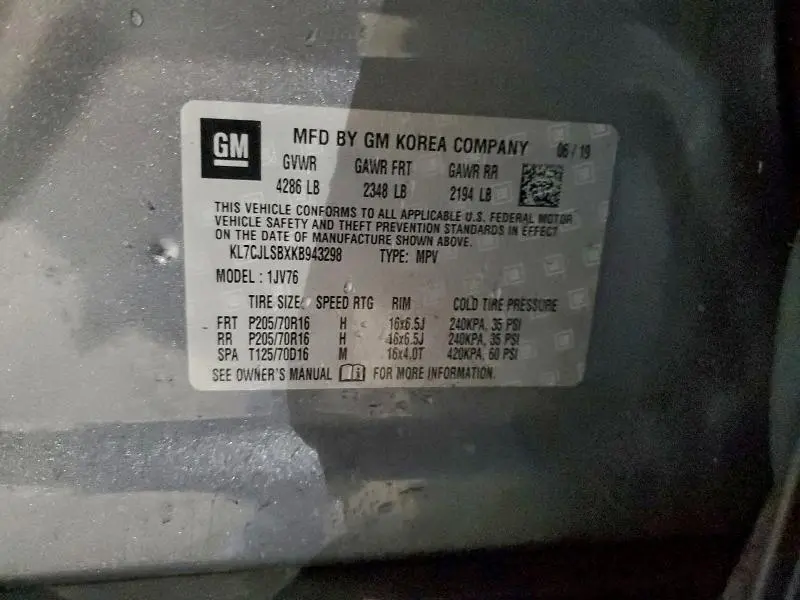 GM
MFD BY GM KOREA COMPANY 06 / 19
GVWR GAWR FRT GAWR RR
4286 LB 2348 LB 2194 LB
THIS VEHICLE CONFORMS TO ALL APPLICABLE U.S. FEDERAL MOTOR
VEHICLE SAFETY AND THEFT PREVENTION STANDARDS IN EFFECT
ON THE DATE OF MANUFACTURE SHOWN ABOVE.
KL7CJLSBXKB943298 TYPE: MPV
MODEL : 1JV76
TIRE SIZE SPEED RTG RIM COLD TIRE PRESSURE
FRT P205/70R16 H 16x6.5J 240KPA, 35 PSI
RR P205/70R16 H 16x6.5J 240KPA, 35 PSI
SPA T125/70D16 M 16x4.0T 420KPA, 60 PSI
SEE OWNER'S MANUAL FOR MORE INFORMATION.